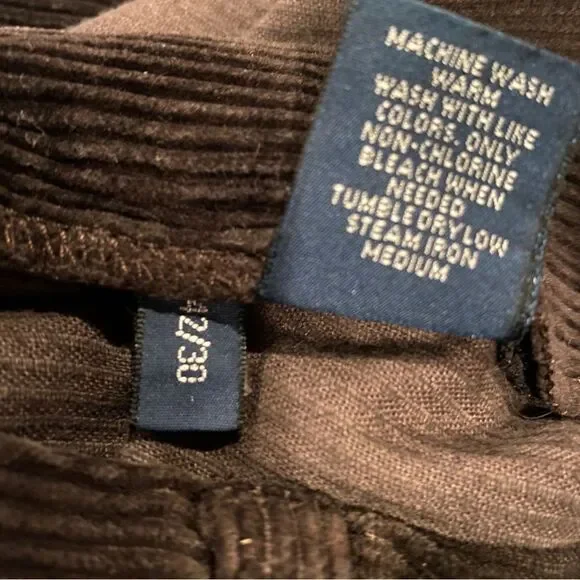 MACHINE WASH
WARM
WASH WITH LIKE
COLORS. ONLY
NON-CHLORINE
BLEACH WHEN
NEEDED
TUMBLE DRY LOW
STEAM IRON
MEDIUM
42/30